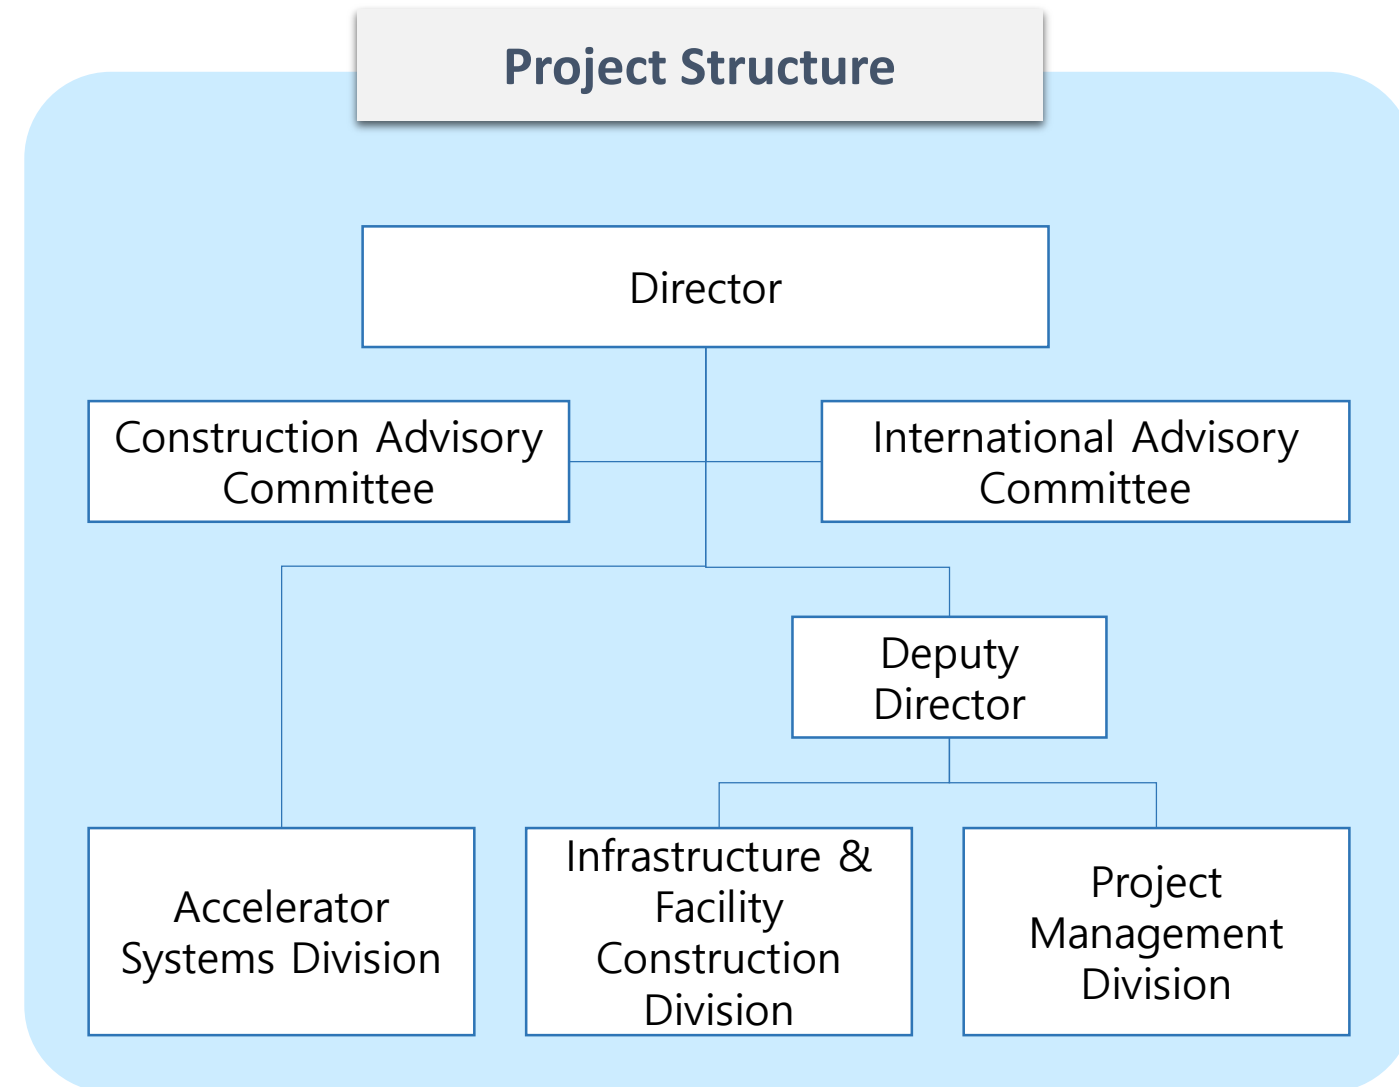 Project Structure
Director
Construction Advisory
Committee
International Advisory
Committee
Deputy
Director
Accelerator
Systems Division
Infrastructure &
Facility
Construction
Division
Project
Management
Division